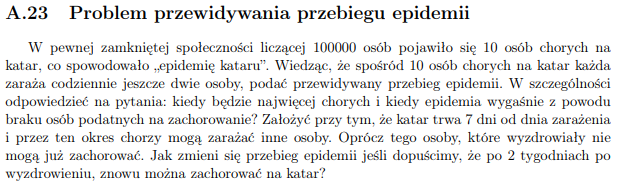 A.23 Problem przewidywania przebiegu epidemii
W pewnej zamkniętej społeczności liczącej 100000 osób pojawiło się 10 osób chorych na
katar, co spowodowało „epidemię kataru”. Wiedząc, że spośród 10 osób chorych na katar każda
zaraża codziennie jeszcze dwie osoby, podać przewidywany przebieg epidemii. W szczególności
odpowiedzieć na pytania: kiedy będzie najwięcej chorych i kiedy epidemia wygaśnie z powodu
braku osób podatnych na zachorowanie? Założyć przy tym, że katar trwa 7 dni od dnia zarażenia
i przez ten okres chorzy mogą zarażać inne osoby. Oprócz tego osoby, które wyzdrowiały nie
mogą już zachorować. Jak zmieni się przebieg epidemii jeśli dopuścimy, że po 2 tygodniach po
wyzdrowieniu, znowu można zachorować na katar?